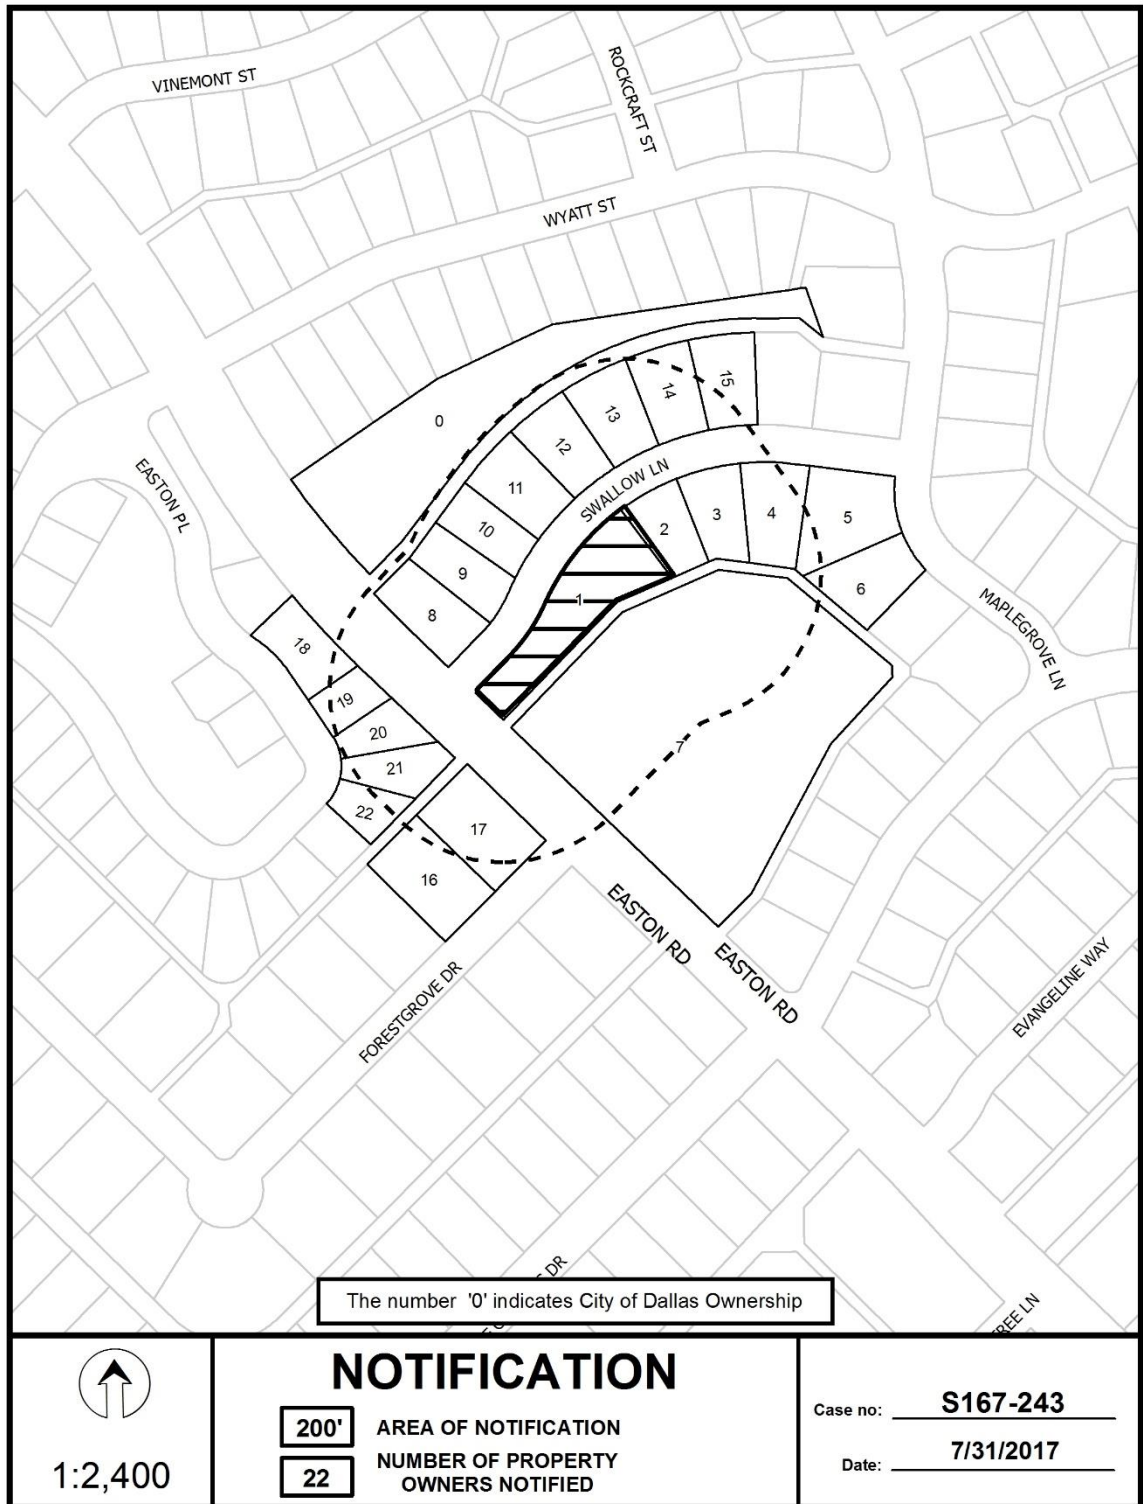 VINEMONT ST
ROCKCRAFT ST
WYATT ST
EASTON PL
0
15
14
13
12
11
10
9
8
SWALLOW LN
1
2
3
4
5
6
7
MAPLEGROVE LN
18
19
20
21
22
17
16
EASTON RD
EASTON RD
FORESTGROVE DR
EVANGELINE WAY
DR
The number '0' indicates City of Dallas Ownership
1:2,400
NOTIFICATION
200' AREA OF NOTIFICATION
22 NUMBER OF PROPERTY
OWNERS NOTIFIED
Case no: S167-243
Date: 7/31/2017